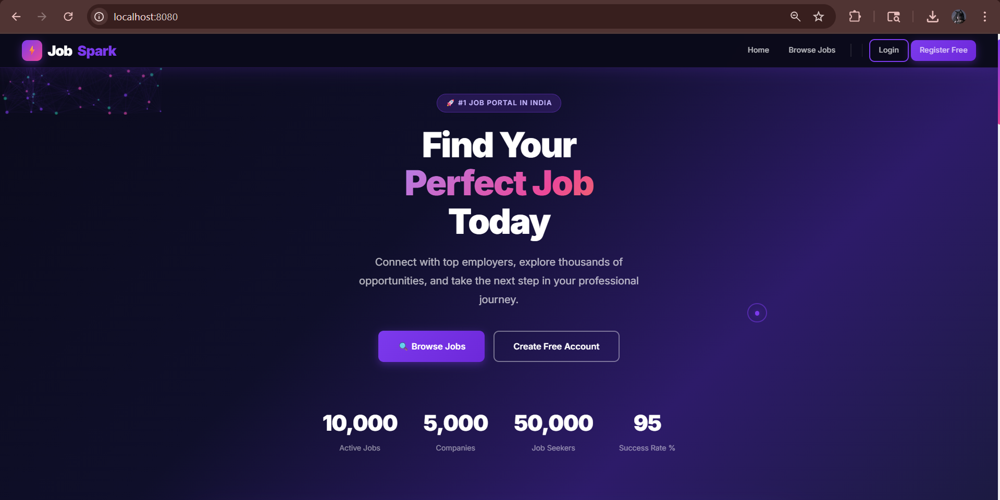 localhost:8080
Job Spark
Home
Browse Jobs
Login
Register Free
🚀 #1 JOB PORTAL IN INDIA
Find Your
Perfect Job
Today
Connect with top employers, explore thousands of
opportunities, and take the next step in your professional
journey.
🔍 Browse Jobs
Create Free Account
10,000
Active Jobs
5,000
Companies
50,000
Job Seekers
95
Success Rate %